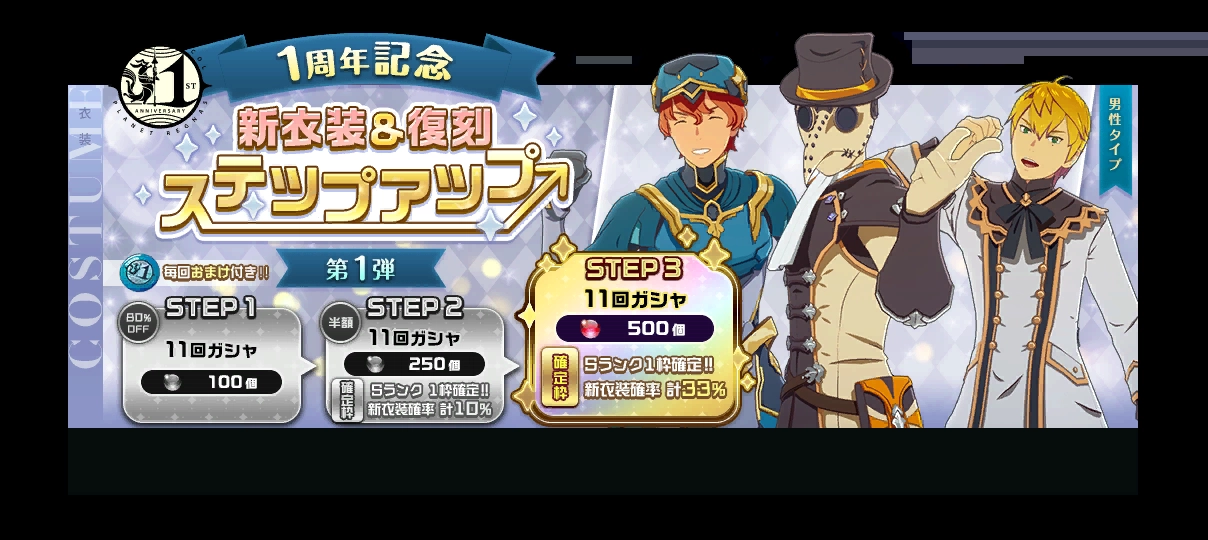 1ST
ANNIVERSARY
1周年記念
新衣装&復刻
ステップアップ
男性タイプ
衣装
COSTUM
毎回おまけ付き!!
第1弾
80%
OFF
STEP 1
11回ガシャ
100個
半額
STEP 2
11回ガシャ
250個
確定枠
Sランク 1枠確定!!
新衣装確率 計10%
STEP 3
11回ガシャ
500個
確定枠
Sランク1枠確定!!
新衣装確率 計33%